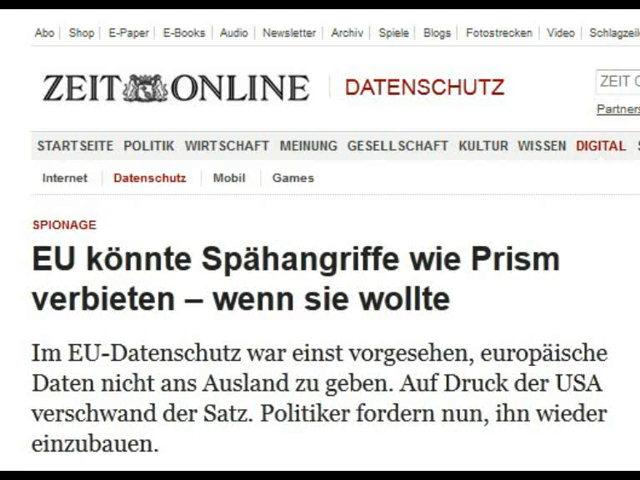 Abo Shop E-Paper E-Books Audio Newsletter Archiv Spiele Blogs Fotostrecken Video Schlagzeil
ZEIT ONLINE DATENSCHUTZ ZEIT O
Partners
STARTSEITE POLITIK WIRTSCHAFT MEINUNG GESELLSCHAFT KULTUR WISSEN DIGITAL
Internet Datenschutz Mobil Games
SPIONAGE
EU könnte Spähangriffe wie Prism
verbieten – wenn sie wollte
Im EU-Datenschutz war einst vorgesehen, europäische
Daten nicht ans Ausland zu geben. Auf Druck der USA
verschwand der Satz. Politiker fordern nun, ihn wieder
einzubauen.